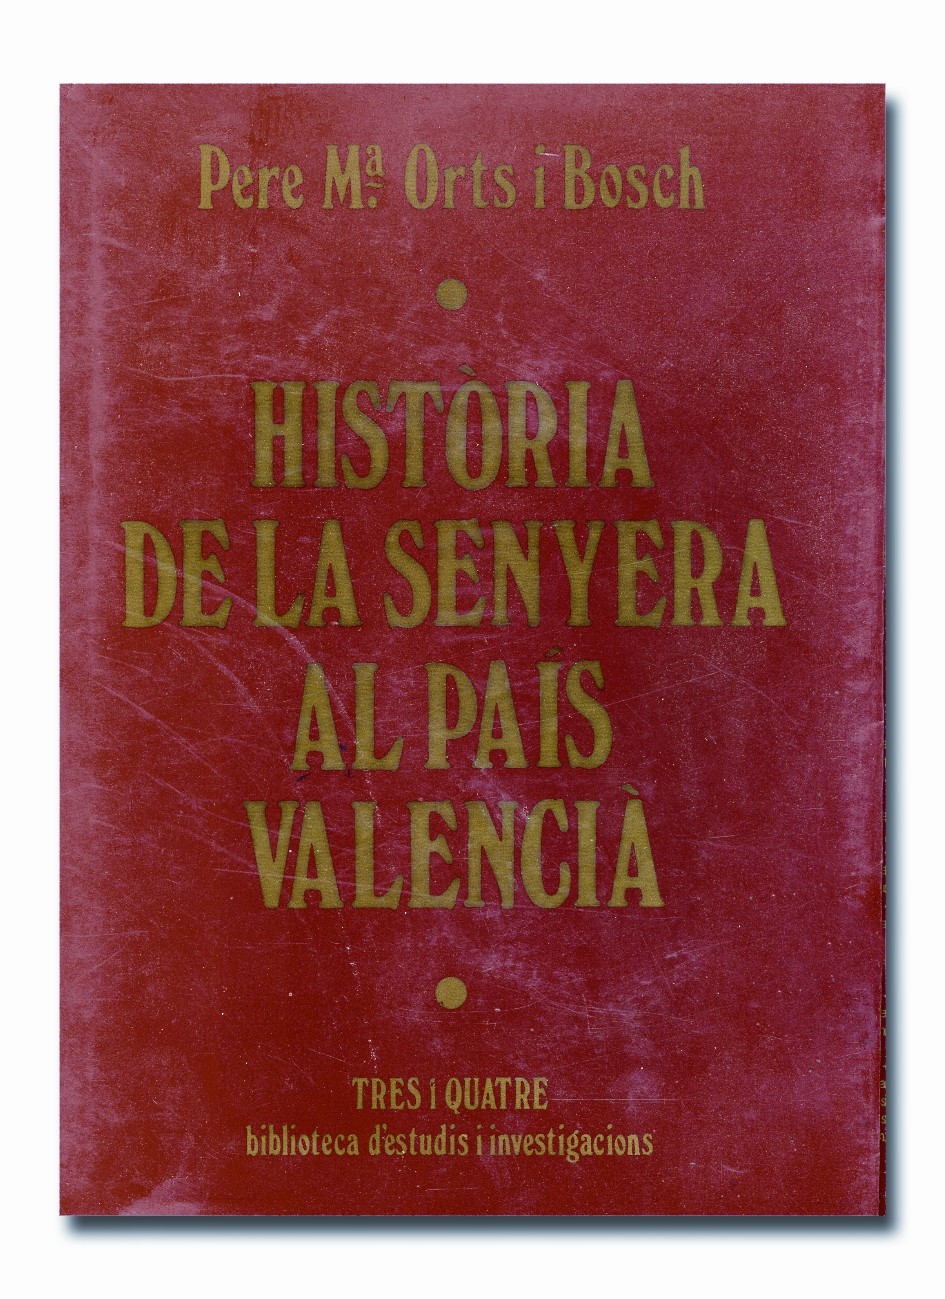 Pere Mª Orts i Bosch
HISTÒRIA
DE LA SENYERA
AL PAÍS
VALENCIÀ
TRES i QUATRE
biblioteca d'estudis i investigacions